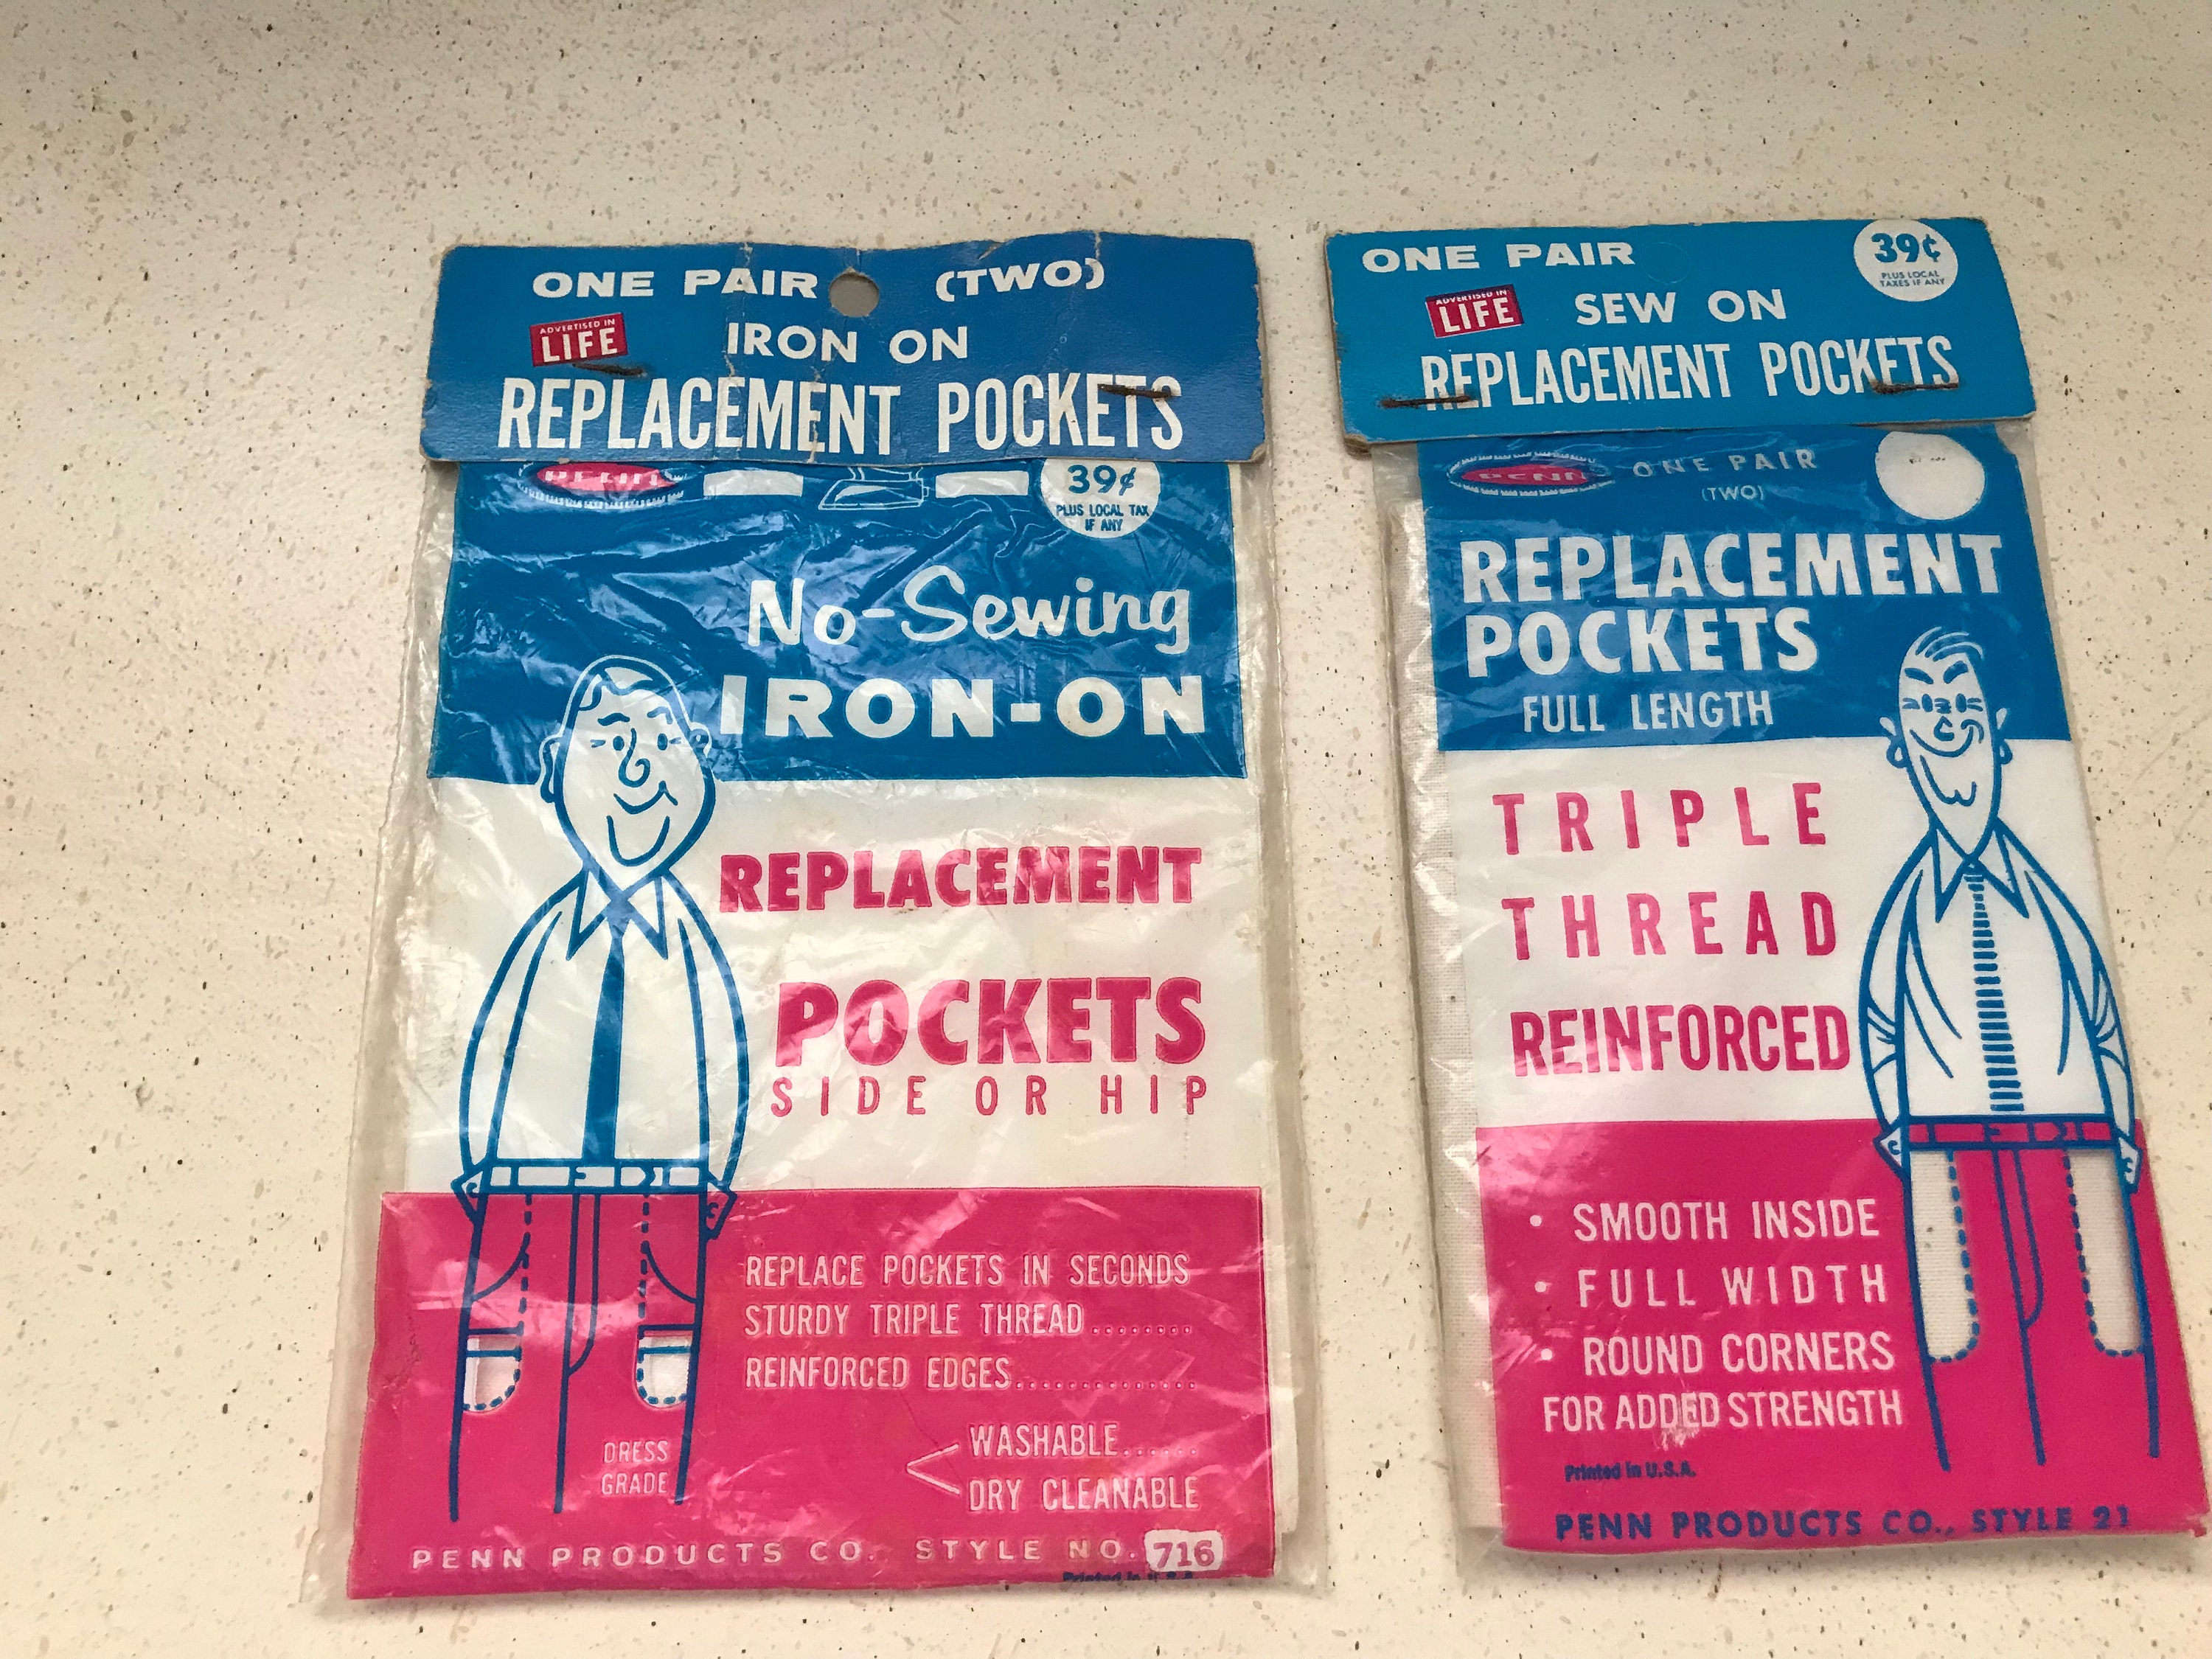 ONE PAIR (TWO)
ADVERTISED IN
LIFE
IRON ON
REPLACEMENT POCKETS
PENN
39¢
PLUS LOCAL TAX
IF ANY
No-Sewing
IRON-ON
REPLACEMENT
POCKETS
SIDE OR HIP
REPLACE POCKETS IN SECONDS
STURDY TRIPLE THREAD........
REINFORCED EDGES..............
WASHABLE......
DRY CLEANABLE
DRESS
GRADE
PENN PRODUCTS CO. STYLE NO. 716
Printed in U.S.A.
ONE PAIR
39¢
PLUS LOCAL
TAXES IF ANY
ADVERTISED IN
LIFE
SEW ON
REPLACEMENT POCKETS
PENN
ONE PAIR
(TWO)
REPLACEMENT
POCKETS
FULL LENGTH
TRIPLE
THREAD
REINFORCED
• SMOOTH INSIDE
• FULL WIDTH
• ROUND CORNERS
FOR ADDED STRENGTH
Printed in U.S.A.
PENN PRODUCTS CO., STYLE 21